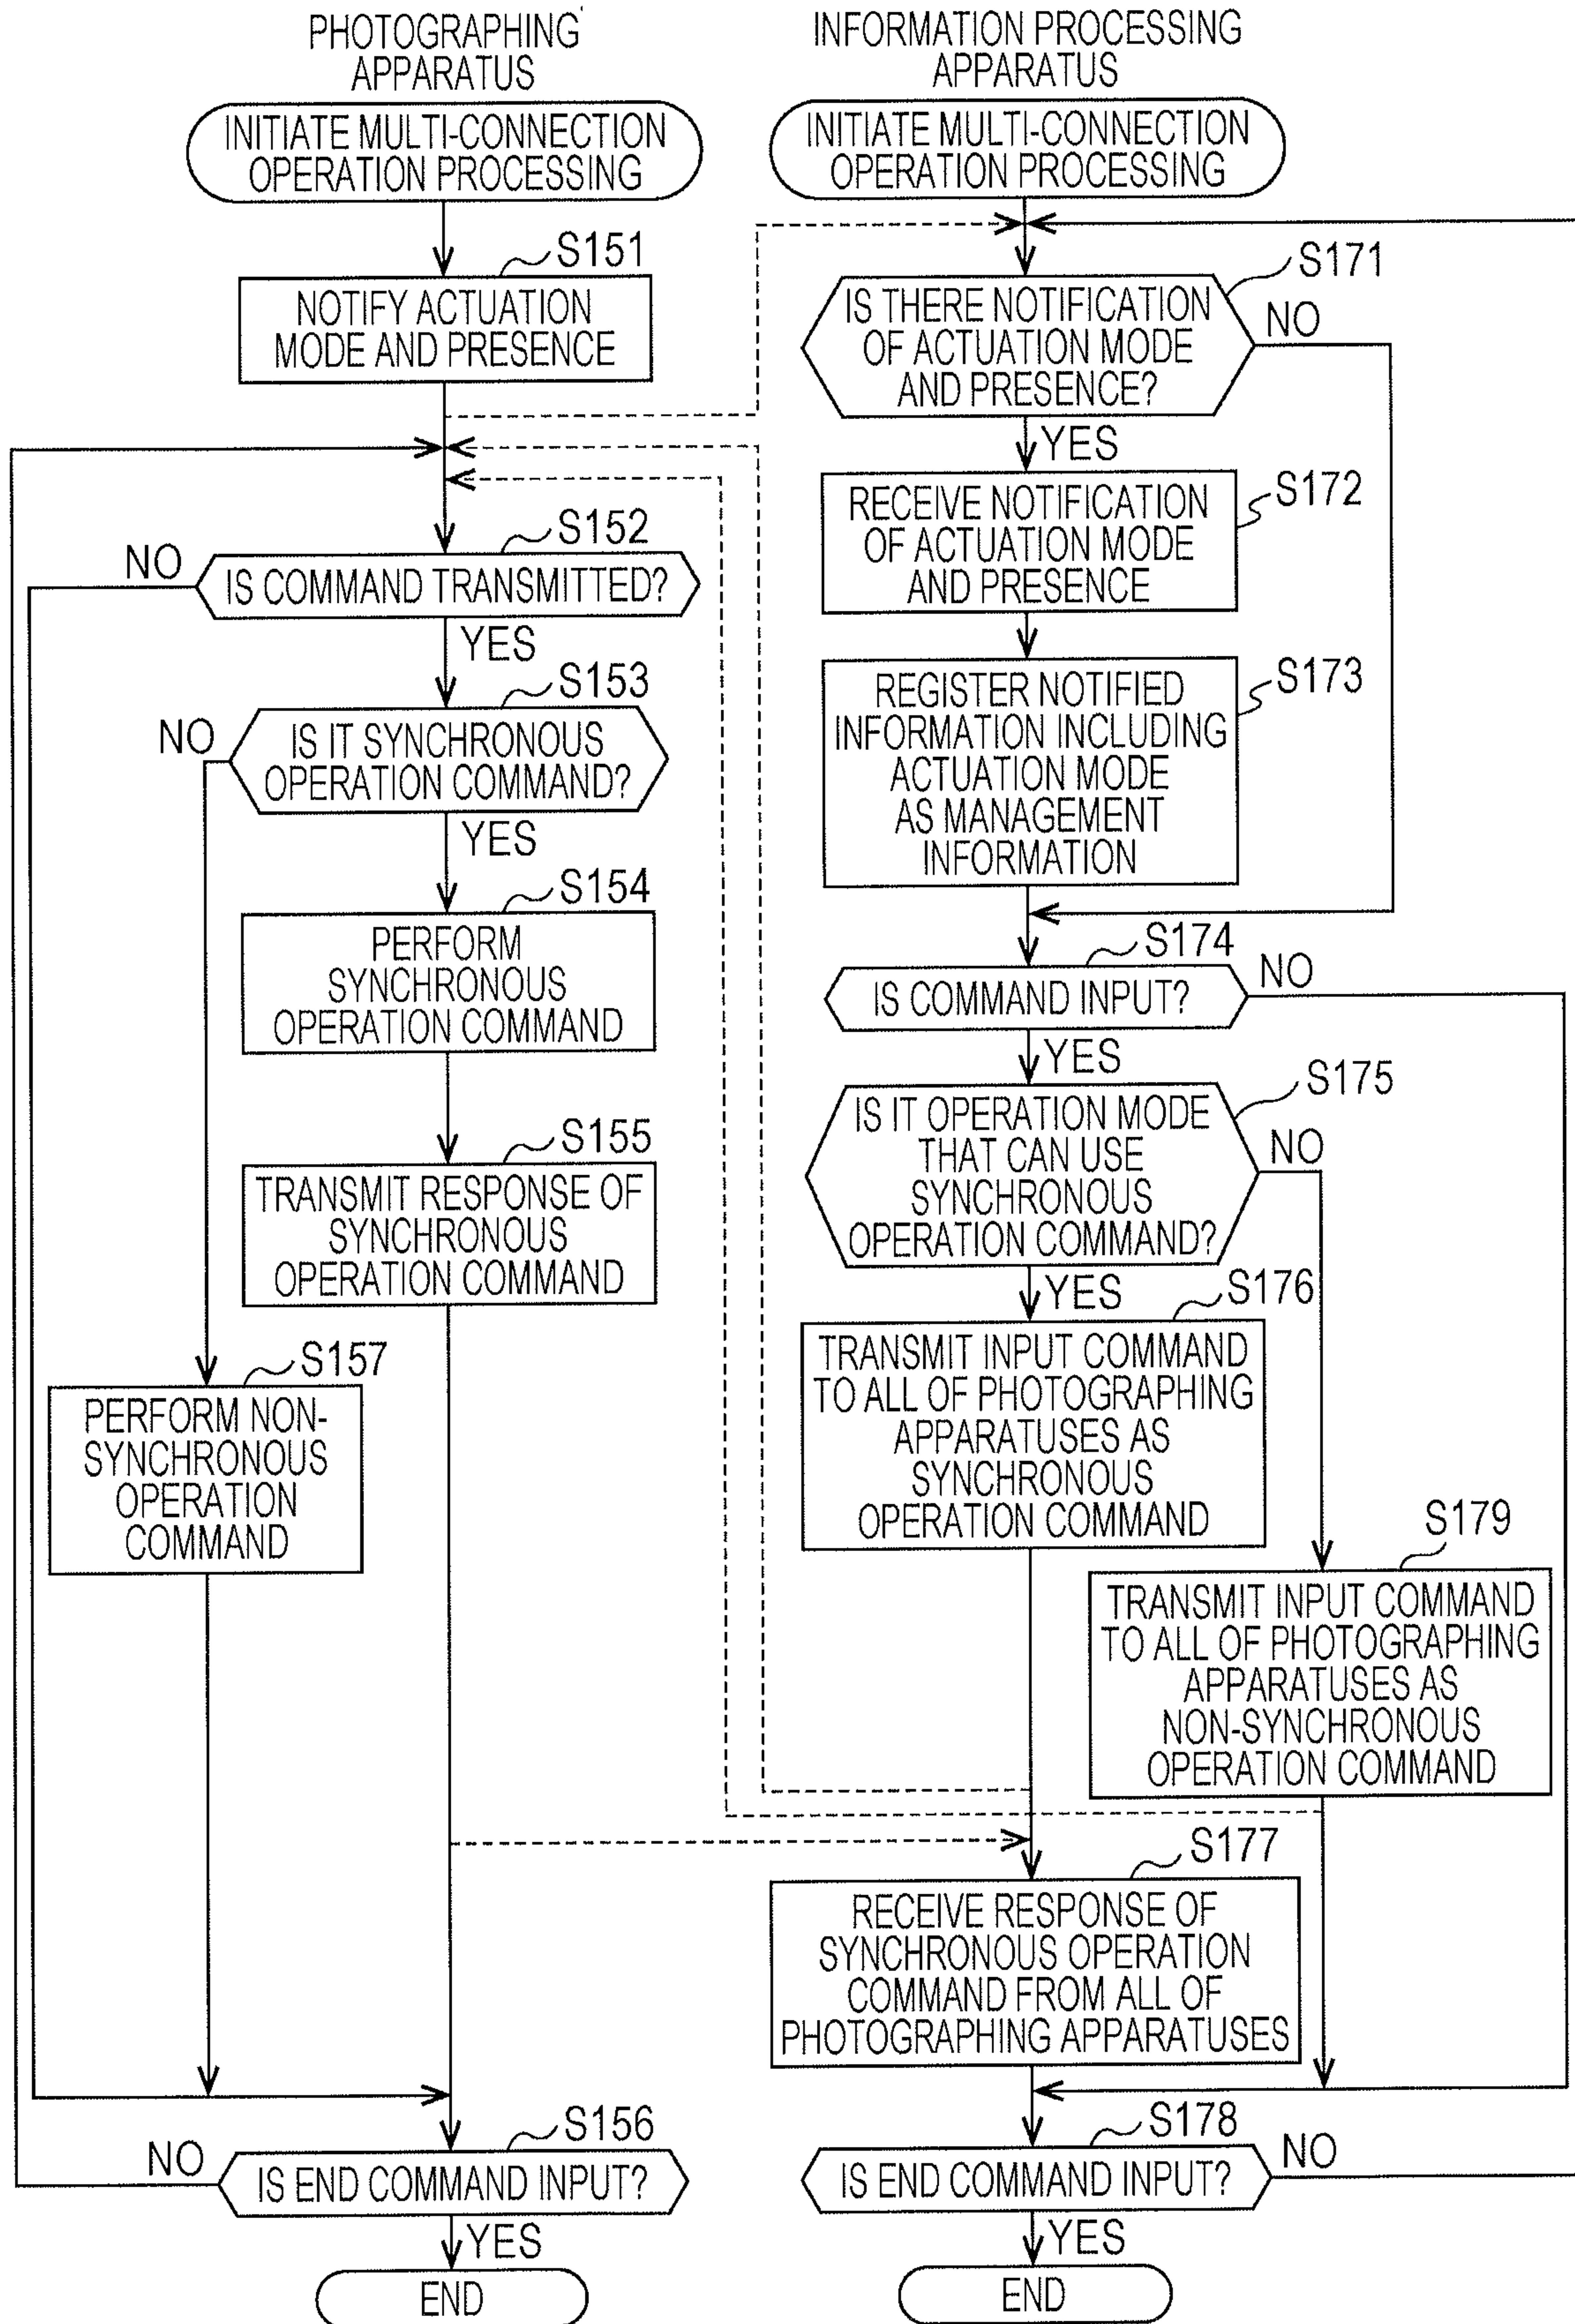 PHOTOGRAPHING
APPARATUS
INITIATE MULTI-CONNECTION
OPERATION PROCESSING
S151
NOTIFY ACTUATION
MODE AND PRESENCE
S152
NO
IS COMMAND TRANSMITTED?
YES
S153
NO
IS IT SYNCHRONOUS
OPERATION COMMAND?
YES
S154
PERFORM
SYNCHRONOUS
OPERATION COMMAND
S155
TRANSMIT RESPONSE OF
SYNCHRONOUS
OPERATION COMMAND
S157
PERFORM NON-
SYNCHRONOUS
OPERATION
COMMAND
S156
NO
IS END COMMAND INPUT?
YES
END
INFORMATION PROCESSING
APPARATUS
INITIATE MULTI-CONNECTION
OPERATION PROCESSING
S171
IS THERE NOTIFICATION
OF ACTUATION MODE
AND PRESENCE?
NO
YES
S172
RECEIVE NOTIFICATION
OF ACTUATION MODE
AND PRESENCE
S173
REGISTER NOTIFIED
INFORMATION INCLUDING
ACTUATION MODE
AS MANAGEMENT
INFORMATION
S174
NO
IS COMMAND INPUT?
YES
S175
IS IT OPERATION MODE
THAT CAN USE
SYNCHRONOUS
OPERATION COMMAND?
NO
YES
S176
TRANSMIT INPUT COMMAND
TO ALL OF PHOTOGRAPHING
APPARATUSES AS
SYNCHRONOUS
OPERATION COMMAND
S179
TRANSMIT INPUT COMMAND
TO ALL OF PHOTOGRAPHING
APPARATUSES AS
NON-SYNCHRONOUS
OPERATION COMMAND
S177
RECEIVE RESPONSE OF
SYNCHRONOUS OPERATION
COMMAND FROM ALL OF
PHOTOGRAPHING APPARATUSES
S178
NO
IS END COMMAND INPUT?
YES
END